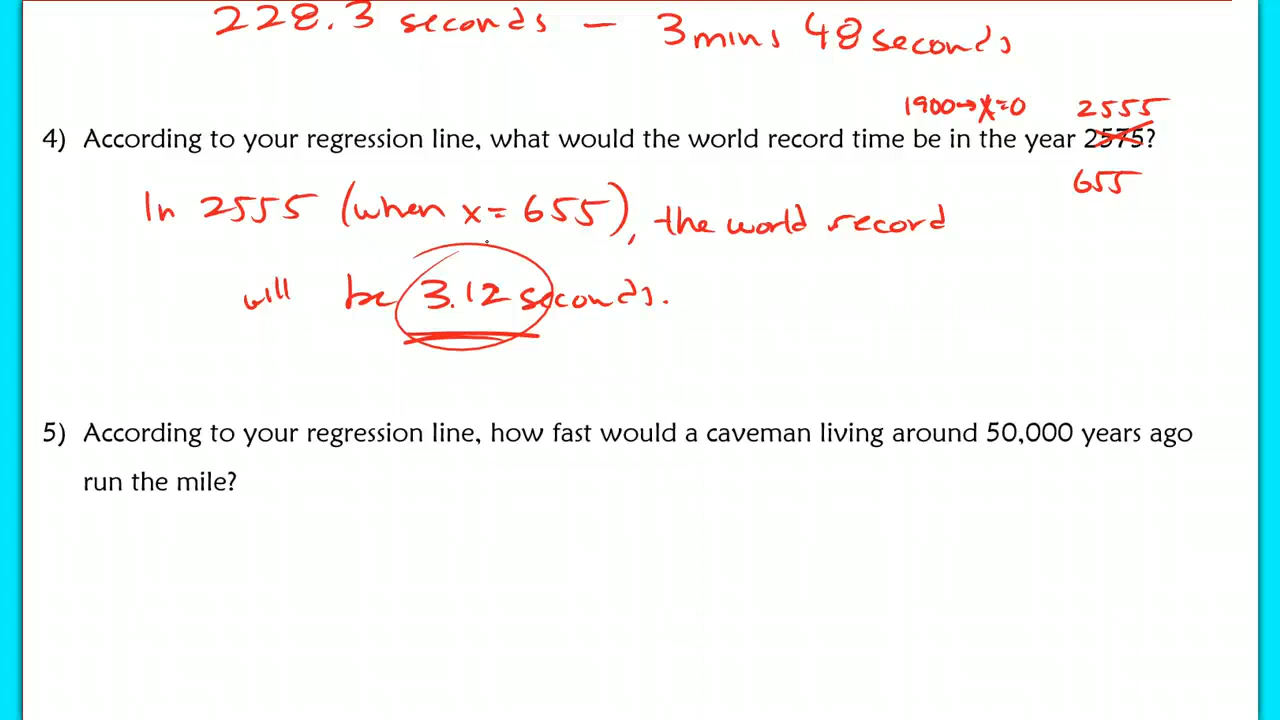 228.3 seconds — 3mins 48 seconds
1900→x=0 2555
4) According to your regression line, what would the world record time be in the year 2575?
655
In 2555 (when x=655), the world record
will be 3.12 seconds.
5) According to your regression line, how fast would a caveman living around 50,000 years ago
run the mile?